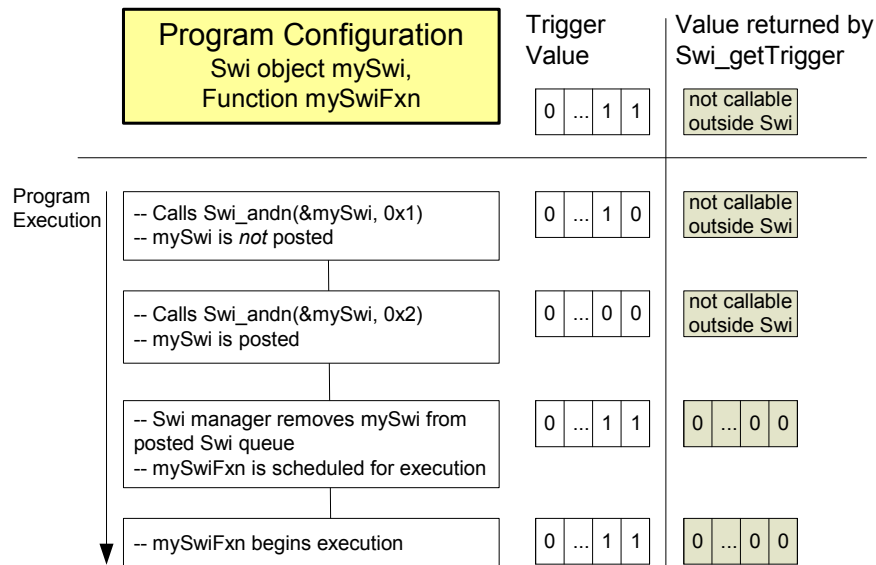 Program Configuration
Swi object mySwi,
Function mySwiFxn
Trigger
Value
Value returned by
Swi_getTrigger
0 ... 1 1
not callable
outside Swi
Program
Execution
-- Calls Swi_andn(&mySwi, 0x1)
-- mySwi is not posted
0 ... 1 0
not callable
outside Swi
-- Calls Swi_andn(&mySwi, 0x2)
-- mySwi is posted
0 ... 0 0
not callable
outside Swi
-- Swi manager removes mySwi from
posted Swi queue
-- mySwiFxn is scheduled for execution
0 ... 1 1
0 ... 0 0
-- mySwiFxn begins execution
0 ... 1 1
0 ... 0 0